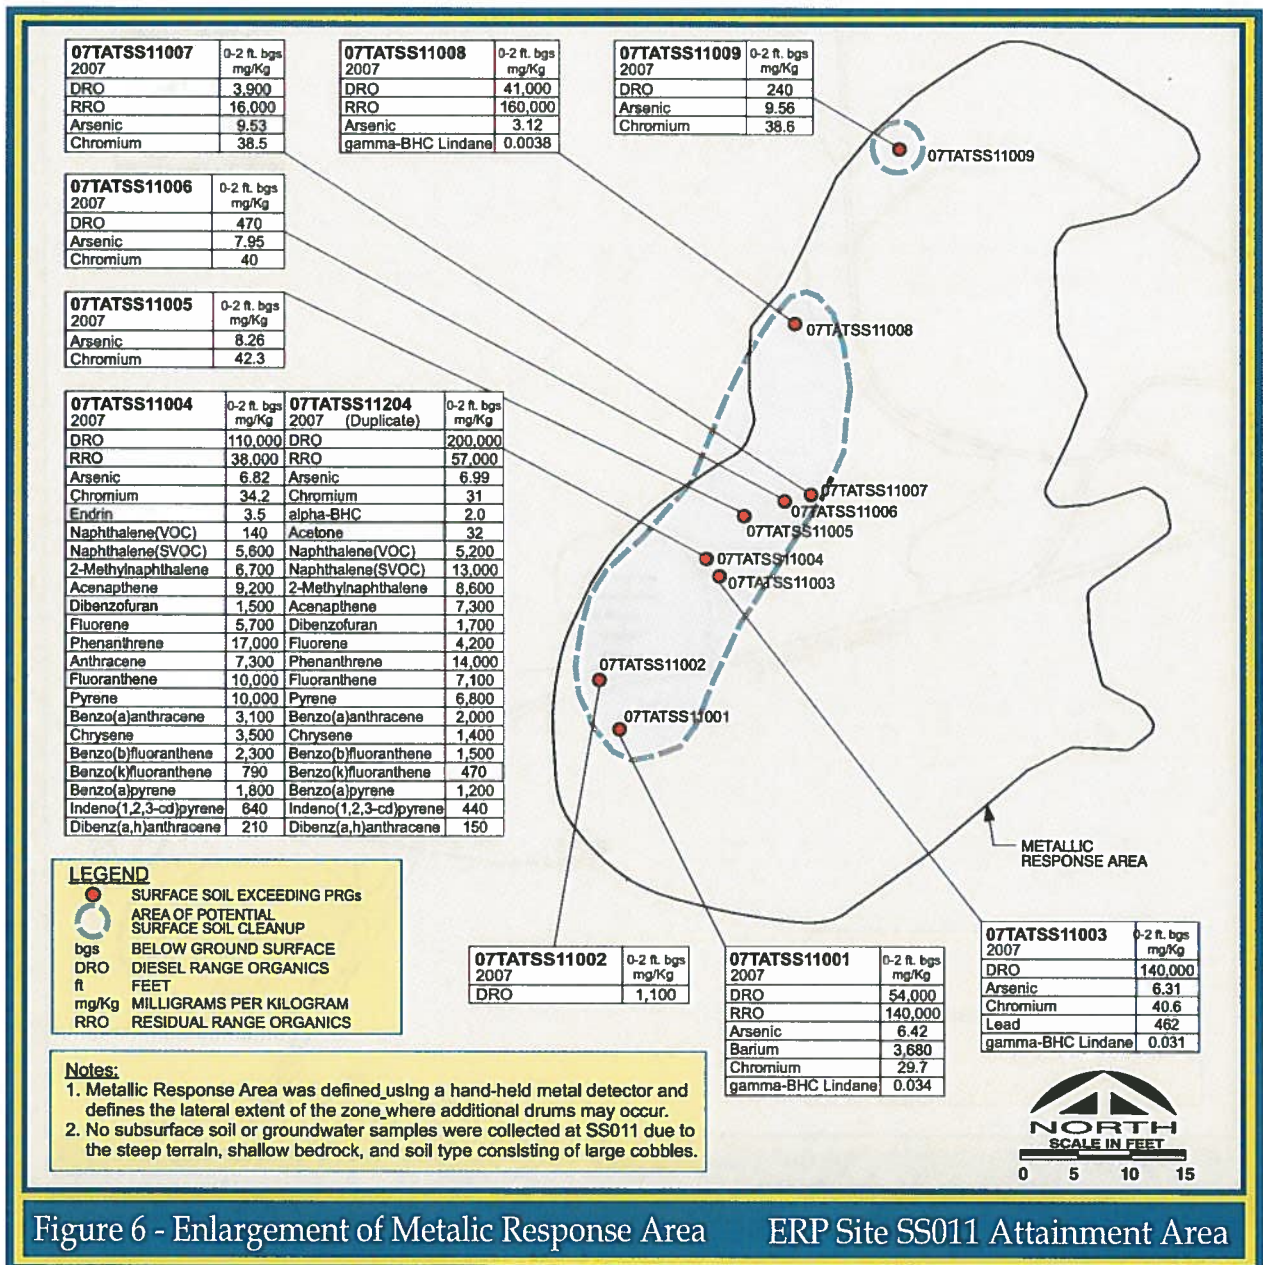 07TATSS11007 0-2 ft. bgs
2007 mg/Kg
DRO 3,900
RRO 16,000
Arsenic 9.53
Chromium 38.5
07TATSS11008 0-2 ft. bgs
2007 mg/Kg
DRO 41,000
RRO 160,000
Arsenic 3.12
gamma-BHC Lindane 0.0038
07TATSS11009 0-2 ft. bgs
2007 mg/Kg
DRO 240
Arsenic 9.56
Chromium 38.6
07TATSS11009
07TATSS11006 0-2 ft. bgs
2007 mg/Kg
DRO 470
Arsenic 7.95
Chromium 40
07TATSS11005 0-2 ft. bgs
2007 mg/Kg
Arsenic 8.26
Chromium 42.3
07TATSS11008
07TATSS11004 0-2 ft. bgs 07TATSS11204 0-2 ft. bgs
2007 mg/Kg 2007 (Duplicate) mg/Kg
DRO 110,000 DRO 200,000
RRO 38,000 RRO 57,000
Arsenic 6.82 Arsenic 6.99
Chromium 34.2 Chromium 31
Endrin 3.5 alpha-BHC 2.0
Naphthalene(VOC) 140 Acetone 32
Naphthalene(SVOC) 5,600 Naphthalene(VOC) 5,200
2-Methylnaphthalene 6,700 Naphthalene(SVOC) 13,000
Acenapthene 9,200 2-Methylnaphthalene 8,600
Dibenzofuran 1,500 Acenapthene 7,300
Fluorene 5,700 Dibenzofuran 1,700
Phenanthrene 17,000 Fluorene 4,200
Anthracene 7,300 Phenanthrene 14,000
Fluoranthene 10,000 Fluoranthene 7,100
Pyrene 10,000 Pyrene 6,800
Benzo(a)anthracene 3,100 Benzo(a)anthracene 2,000
Chrysene 3,500 Chrysene 1,400
Benzo(b)fluoranthene 2,300 Benzo(b)fluoranthene 1,500
Benzo(k)fluoranthene 790 Benzo(k)fluoranthene 470
Benzo(a)pyrene 1,800 Benzo(a)pyrene 1,200
Indeno(1,2,3-cd)pyrene 640 Indeno(1,2,3-cd)pyrene 440
Dibenz(a,h)anthracene 210 Dibenz(a,h)anthracene 150
07TATSS11007
07TATSS11006
07TATSS11005
07TATSS11004
07TATSS11003
07TATSS11002
07TATSS11001
METALLIC
RESPONSE AREA
LEGEND
SURFACE SOIL EXCEEDING PRGs
AREA OF POTENTIAL
SURFACE SOIL CLEANUP
bgs BELOW GROUND SURFACE
DRO DIESEL RANGE ORGANICS
ft FEET
mg/Kg MILLIGRAMS PER KILOGRAM
RRO RESIDUAL RANGE ORGANICS
07TATSS11002 0-2 ft. bgs
2007 mg/Kg
DRO 1,100
07TATSS11001 0-2 ft. bgs
2007 mg/Kg
DRO 54,000
RRO 140,000
Arsenic 6.42
Barium 3,680
Chromium 29.7
gamma-BHC Lindane 0.034
07TATSS11003 0-2 ft. bgs
2007 mg/Kg
DRO 140,000
Arsenic 6.31
Chromium 40.6
Lead 462
gamma-BHC Lindane 0.031
Notes:
1. Metallic Response Area was defined using a hand-held metal detector and
defines the lateral extent of the zone where additional drums may occur.
2. No subsurface soil or groundwater samples were collected at SS011 due to
the steep terrain, shallow bedrock, and soil type consisting of large cobbles.
NORTH
SCALE IN FEET
0 5 10 15
Figure 6 - Enlargement of Metalic Response Area ERP Site SS011 Attainment Area